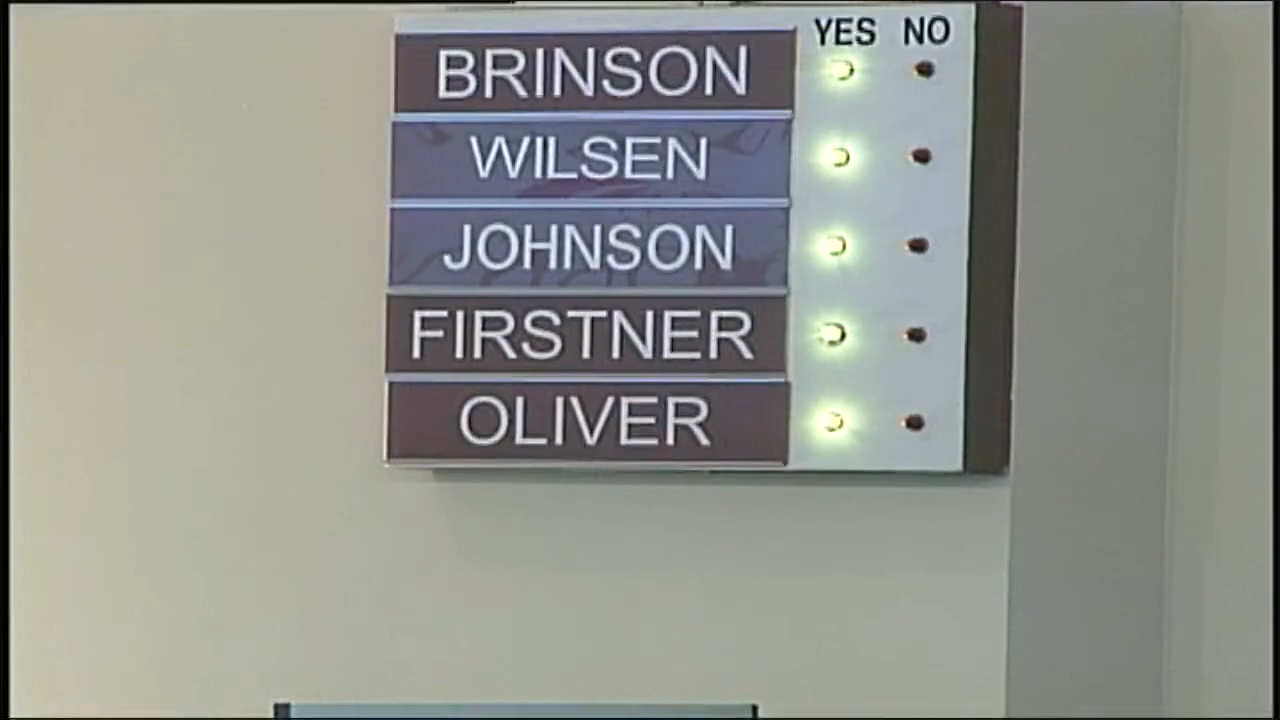 YES NO
BRINSON
WILSEN
JOHNSON
FIRSTNER
OLIVER